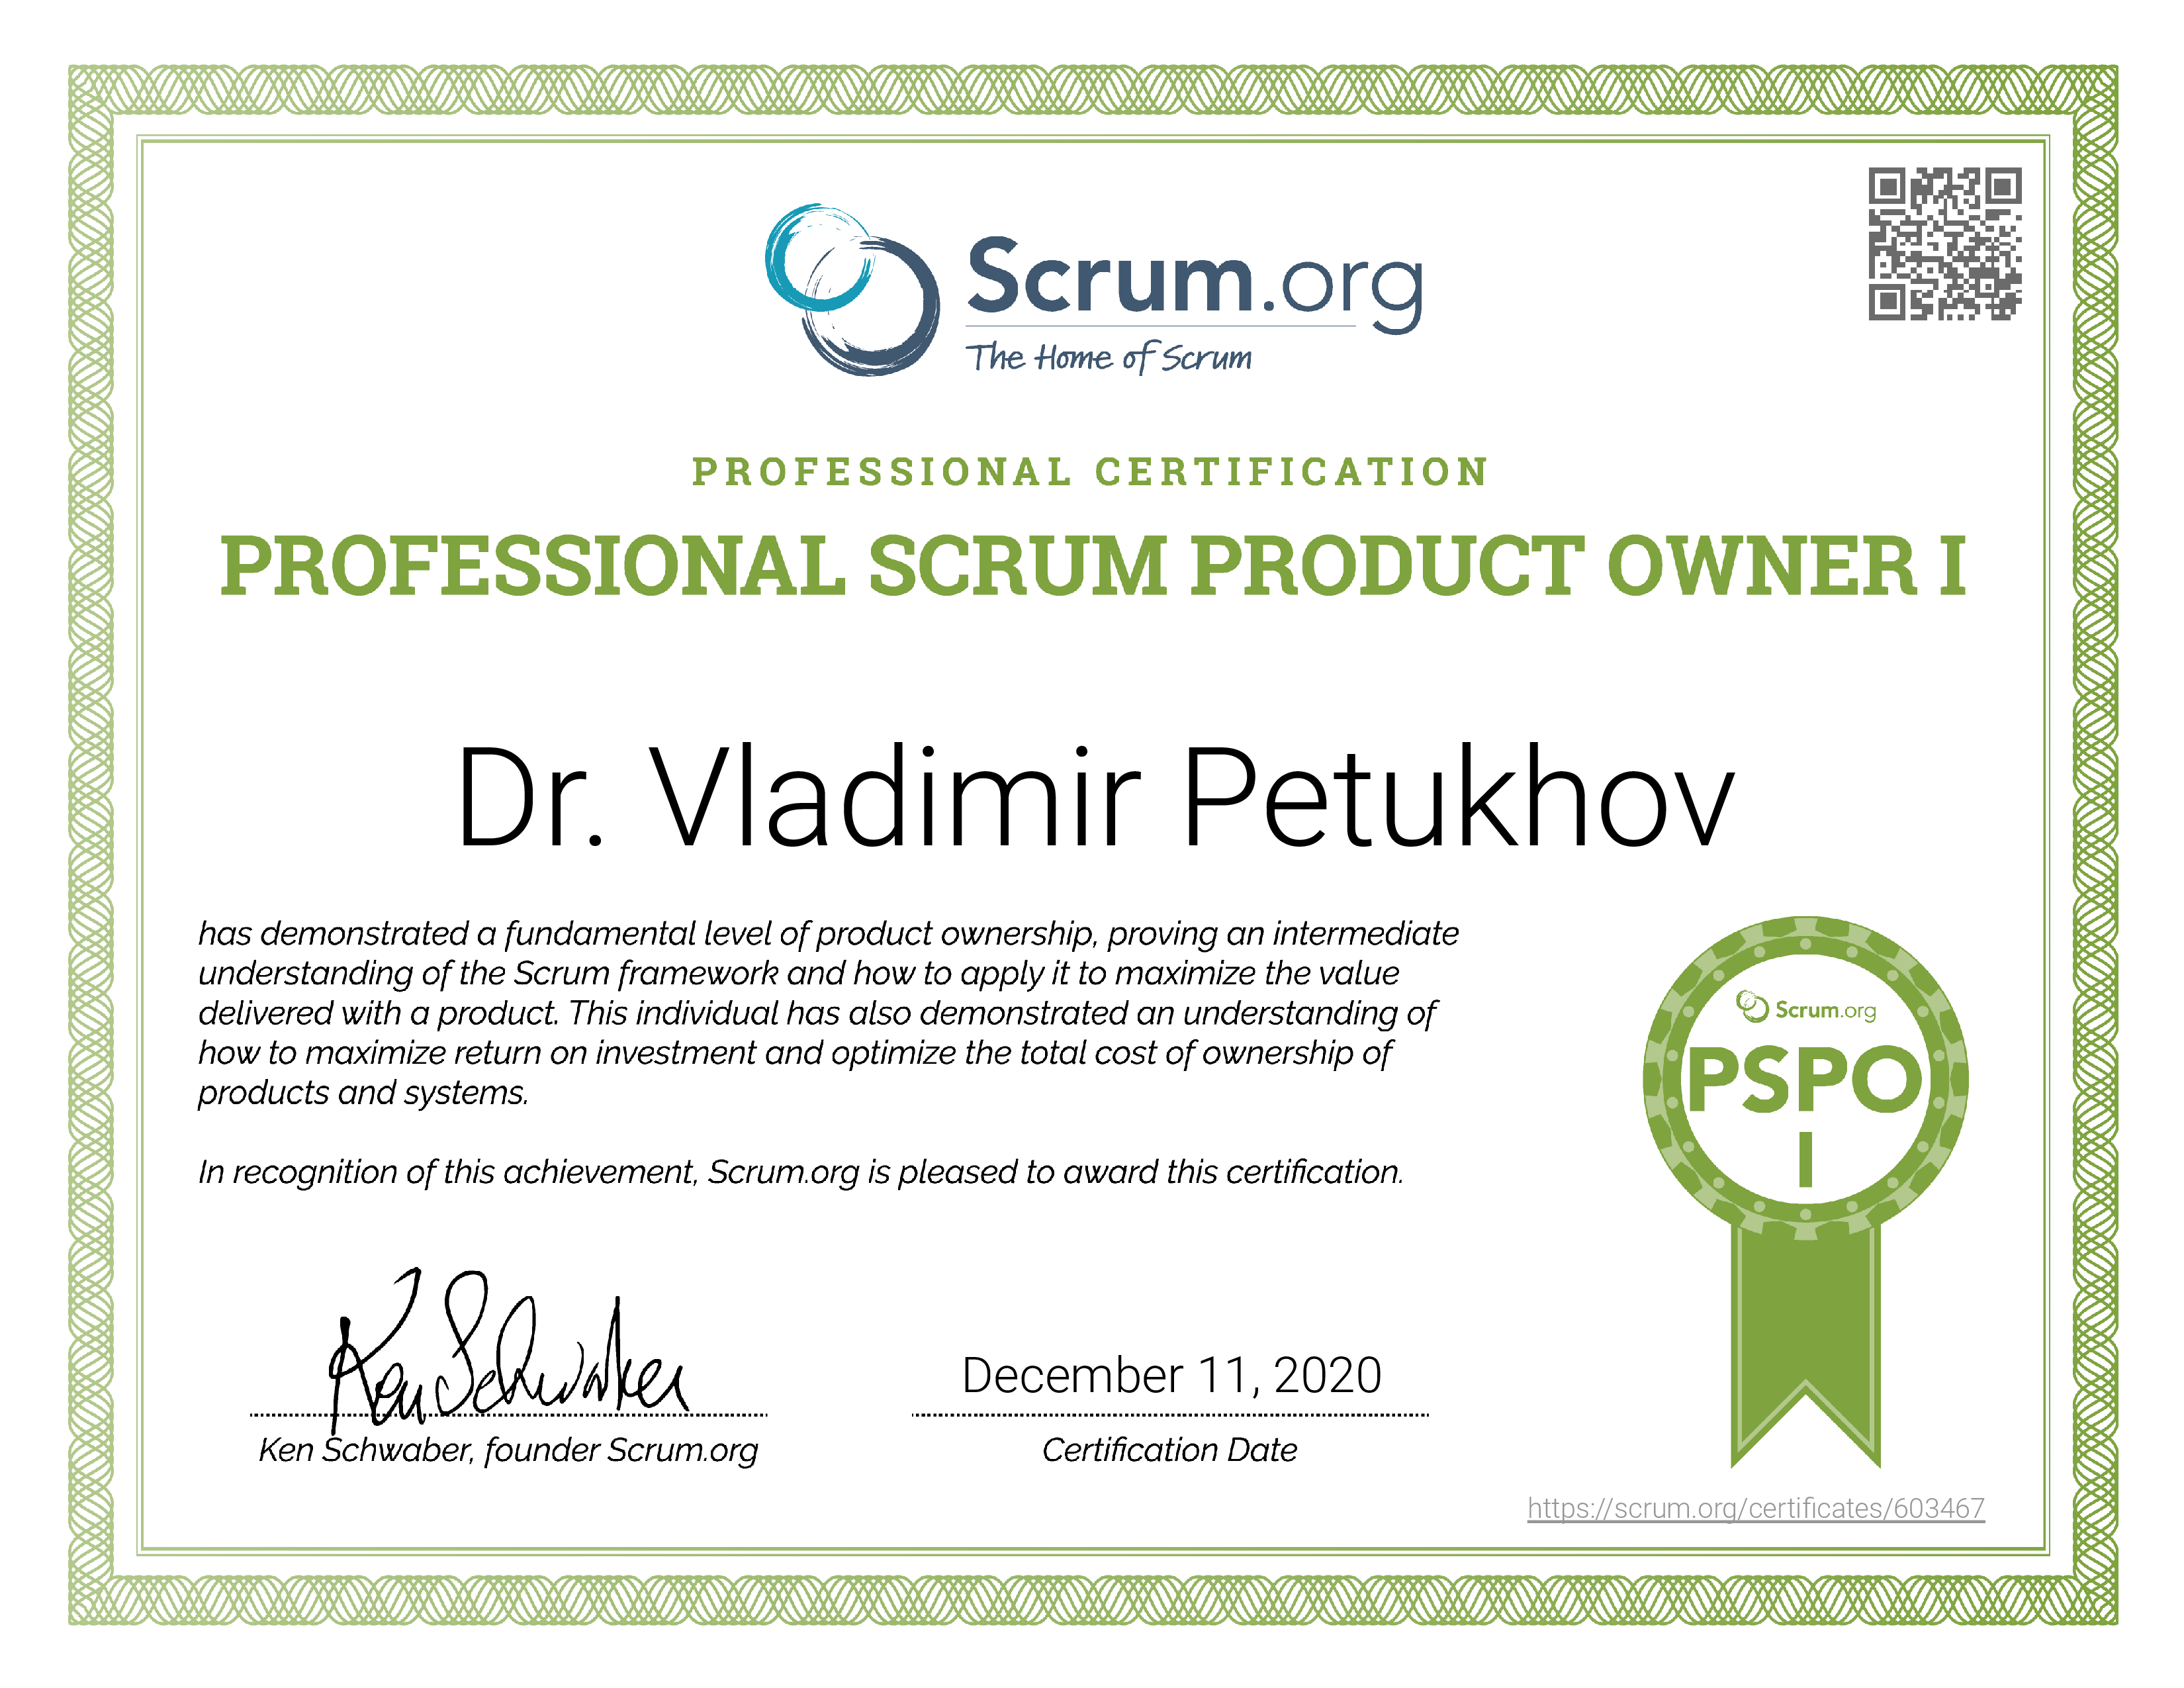 Scrum.org
The Home of Scrum
PROFESSIONAL CERTIFICATION
PROFESSIONAL SCRUM PRODUCT OWNER I
Dr. Vladimir Petukhov
has demonstrated a fundamental level of product ownership, proving an intermediate
understanding of the Scrum framework and how to apply it to maximize the value
delivered with a product. This individual has also demonstrated an understanding of
how to maximize return on investment and optimize the total cost of ownership of
products and systems.
In recognition of this achievement, Scrum.org is pleased to award this certification.
Scrum.org
PSPO
I
Ken Schwaber
December 11, 2020
Ken Schwaber, founder Scrum.org
Certification Date
https://scrum.org/certificates/603467